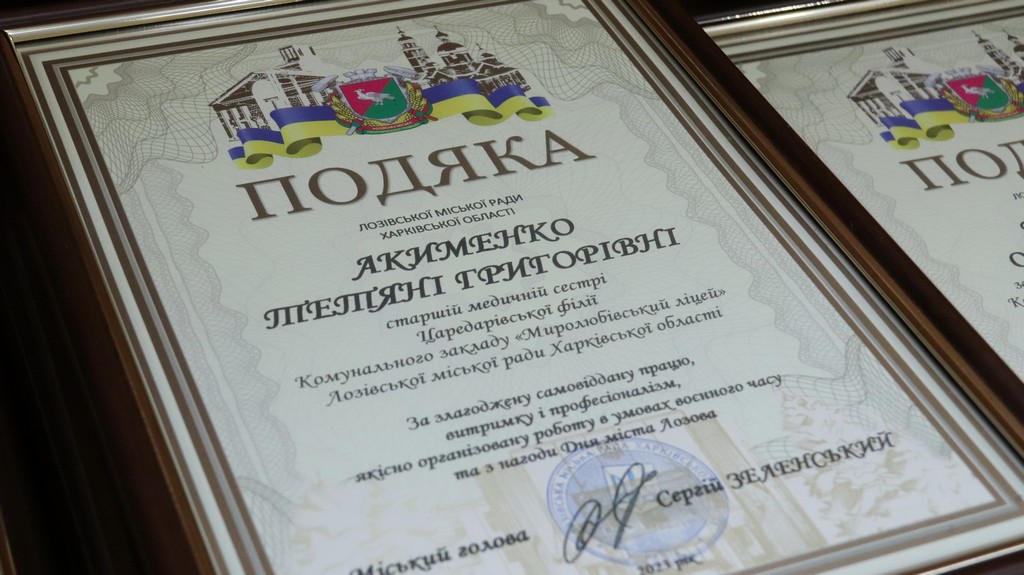 ПОДЯКА
ЛОЗІВСЬКОЇ МІСЬКОЇ РАДИ
ХАРКІВСЬКОЇ ОБЛАСТІ
АКИМЕНКО
ТЕТЯНІ ГРИГОРІВНІ
старшій медичній сестрі
Царедарівської філії
Комунального закладу «Миролюбівський ліцей»
Лозівської міської ради Харківської області
За злагоджену самовіддану працю,
витримку і професіоналізм,
якісно організовану роботу в умовах воєнного часу
та з нагоди Дня міста Лозова
Міський голова
Сергій ЗЕЛЕНСЬКИЙ
2023 рік